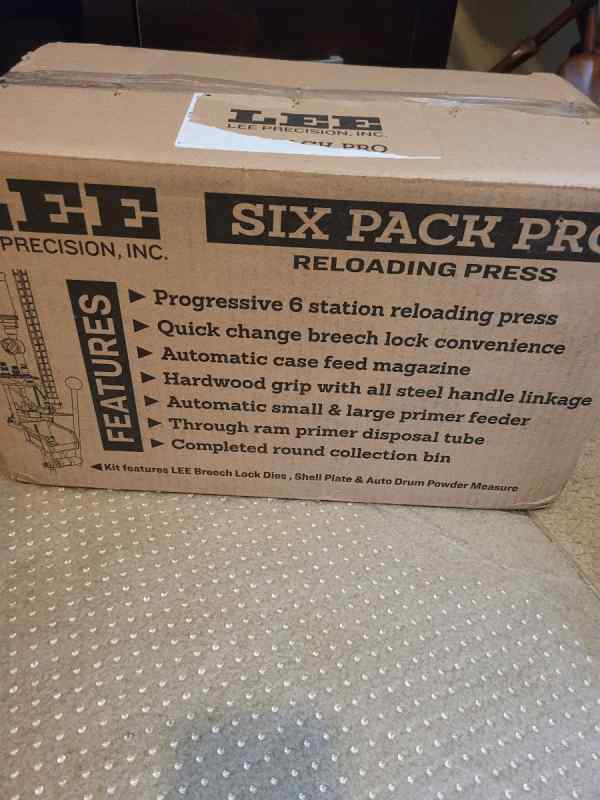 LEE
LEE PRECISION, INC.
PACK PRO
LEE
PRECISION, INC.
SIX PACK PRO
RELOADING PRESS
FEATURES
Progressive 6 station reloading press
Quick change breech lock convenience
Automatic case feed magazine
Hardwood grip with all steel handle linkage
Automatic small & large primer feeder
Through ram primer disposal tube
Completed round collection bin
Kit features LEE Breech Lock Dies , Shell Plate & Auto Drum Powder Measure